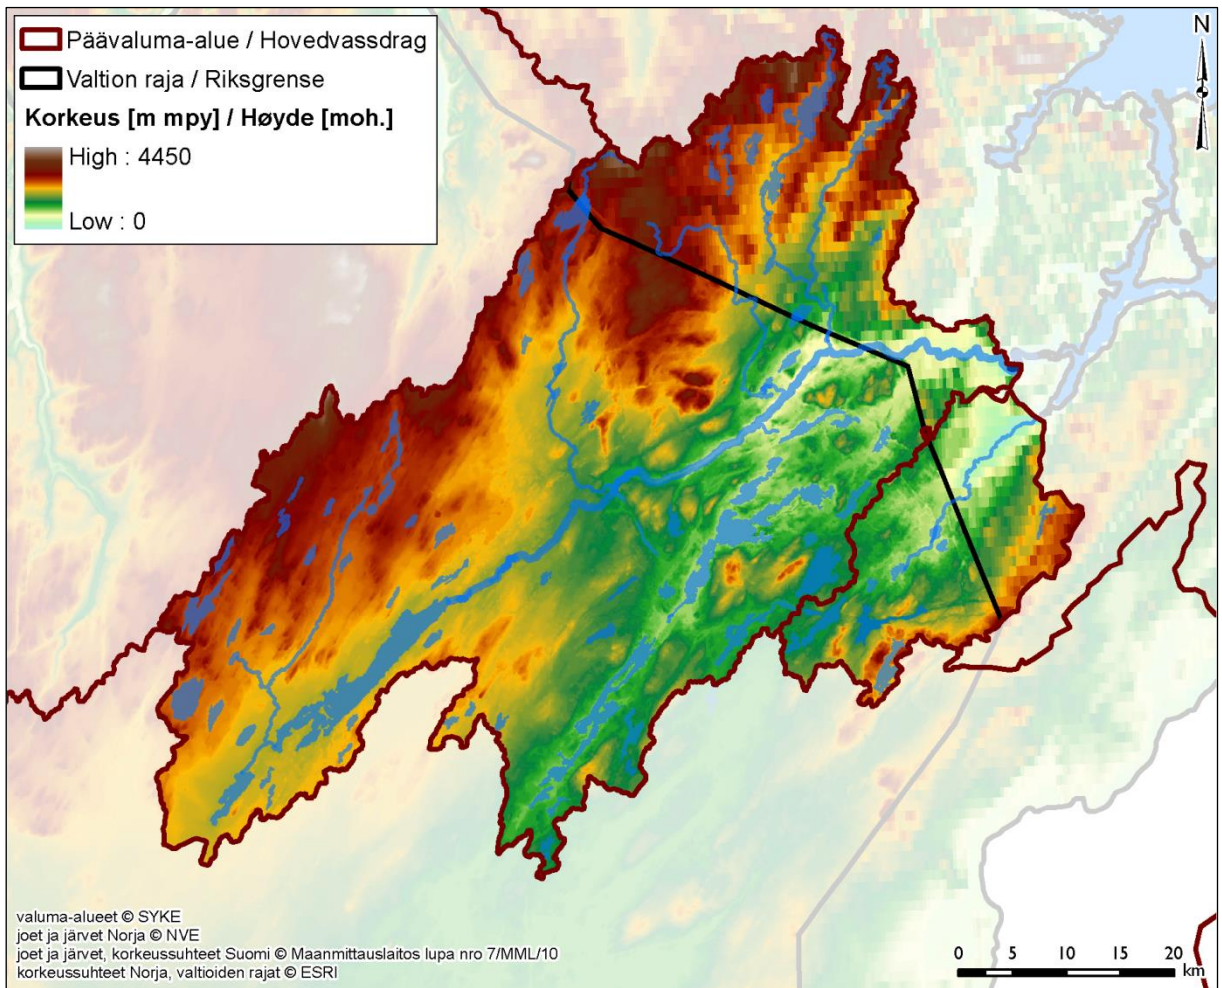 Päävaluma-alue / Hovedvassdrag
Valtion raja / Riksgrense
Korkeus [m mpy] / Høyde [moh.]
High : 4450
Low : 0
N
valuma-alueet © SYKE
joet ja järvet Norja © NVE
joet ja järvet, korkeussuhteet Suomi © Maanmittauslaitos lupa nro 7/MML/10
korkeussuhteet Norja, valtioiden rajat © ESRI
0 5 10 15 20
km